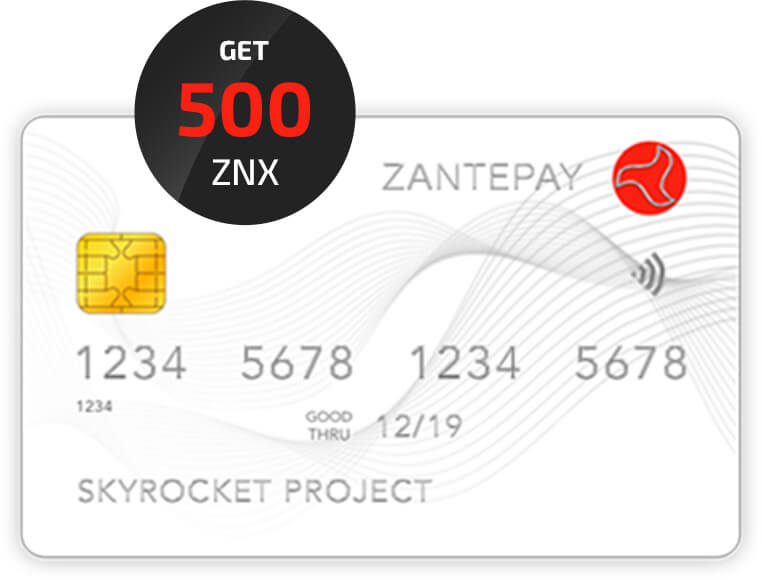 GET
500
ZNX
ZANTEPAY
1234 5678 1234 5678
1234
GOOD
THRU 12/19
SKYROCKET PROJECT